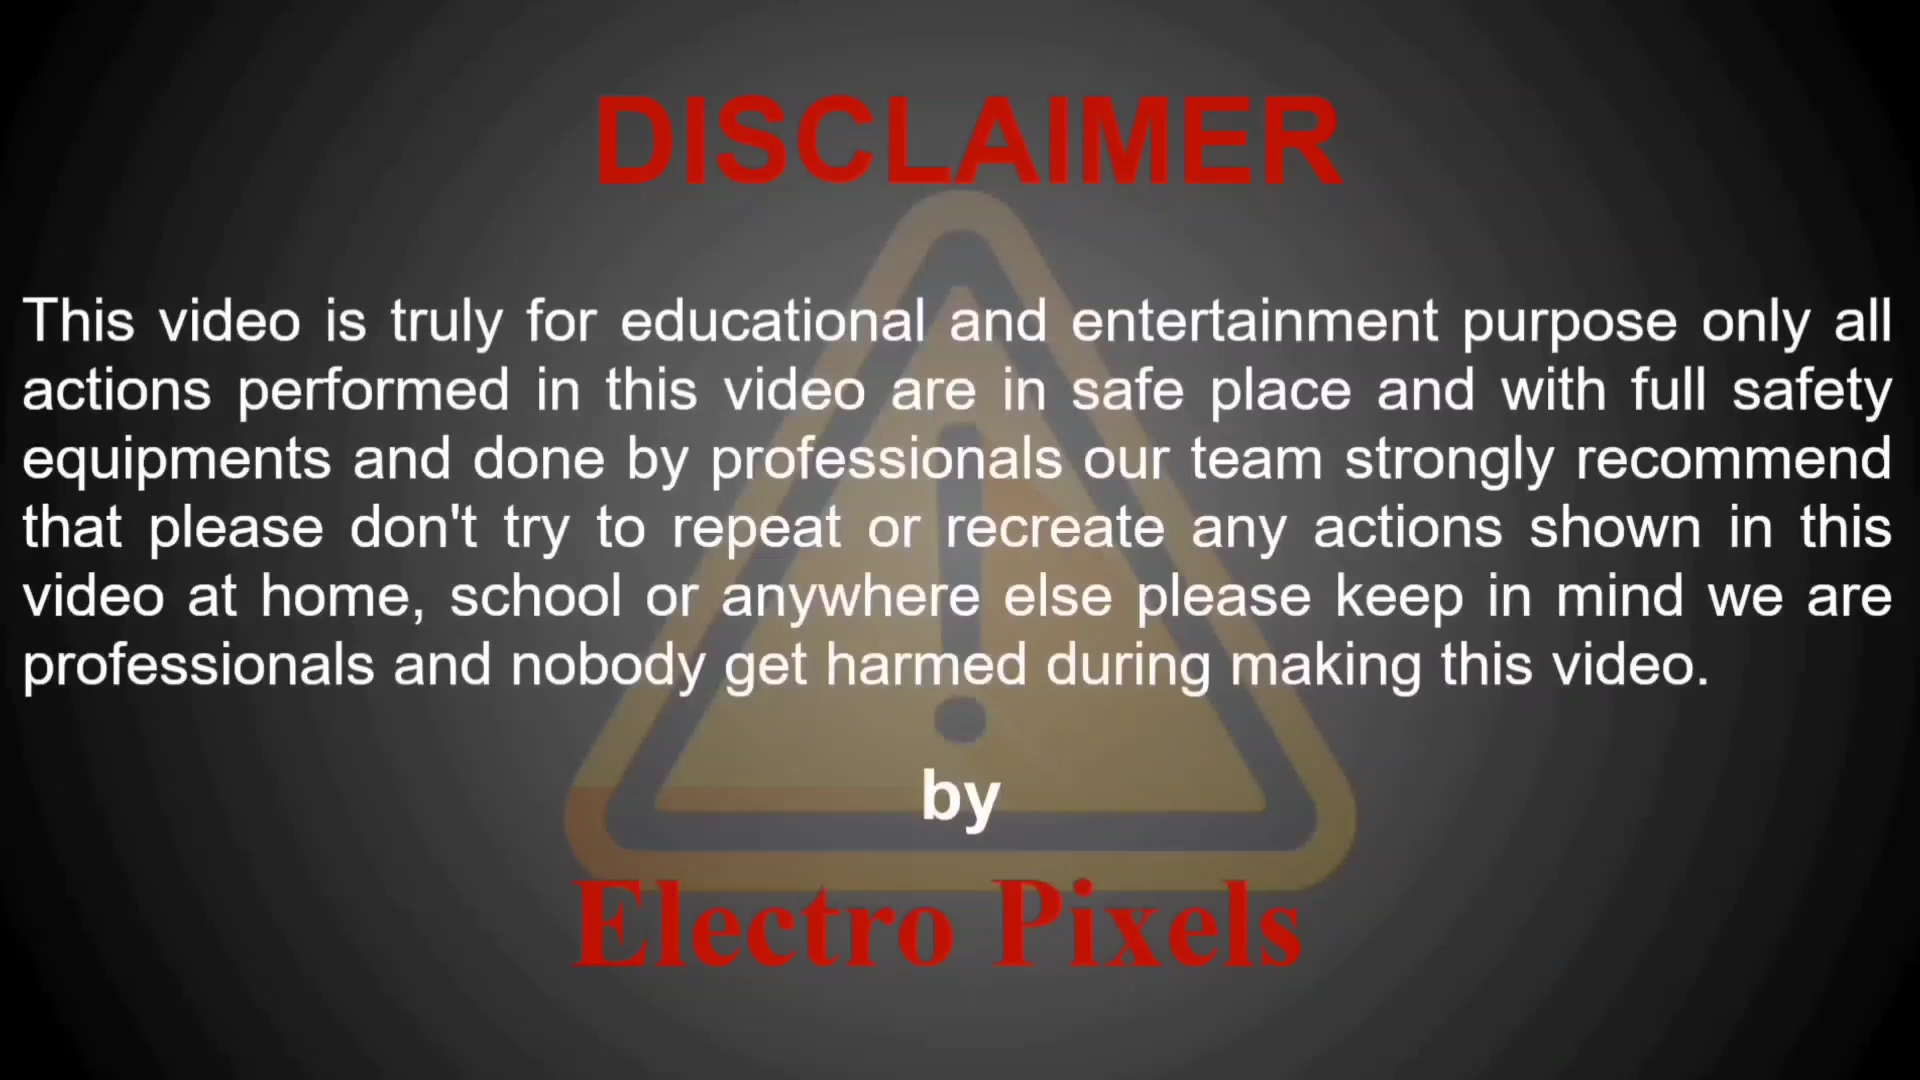 DISCLAIMER
This video is truly for educational and entertainment purpose only all
actions performed in this video are in safe place and with full safety
equipments and done by professionals our team strongly recommend
that please don't try to repeat or recreate any actions shown in this
video at home, school or anywhere else please keep in mind we are
professionals and nobody get harmed during making this video.
by
Electro Pixels